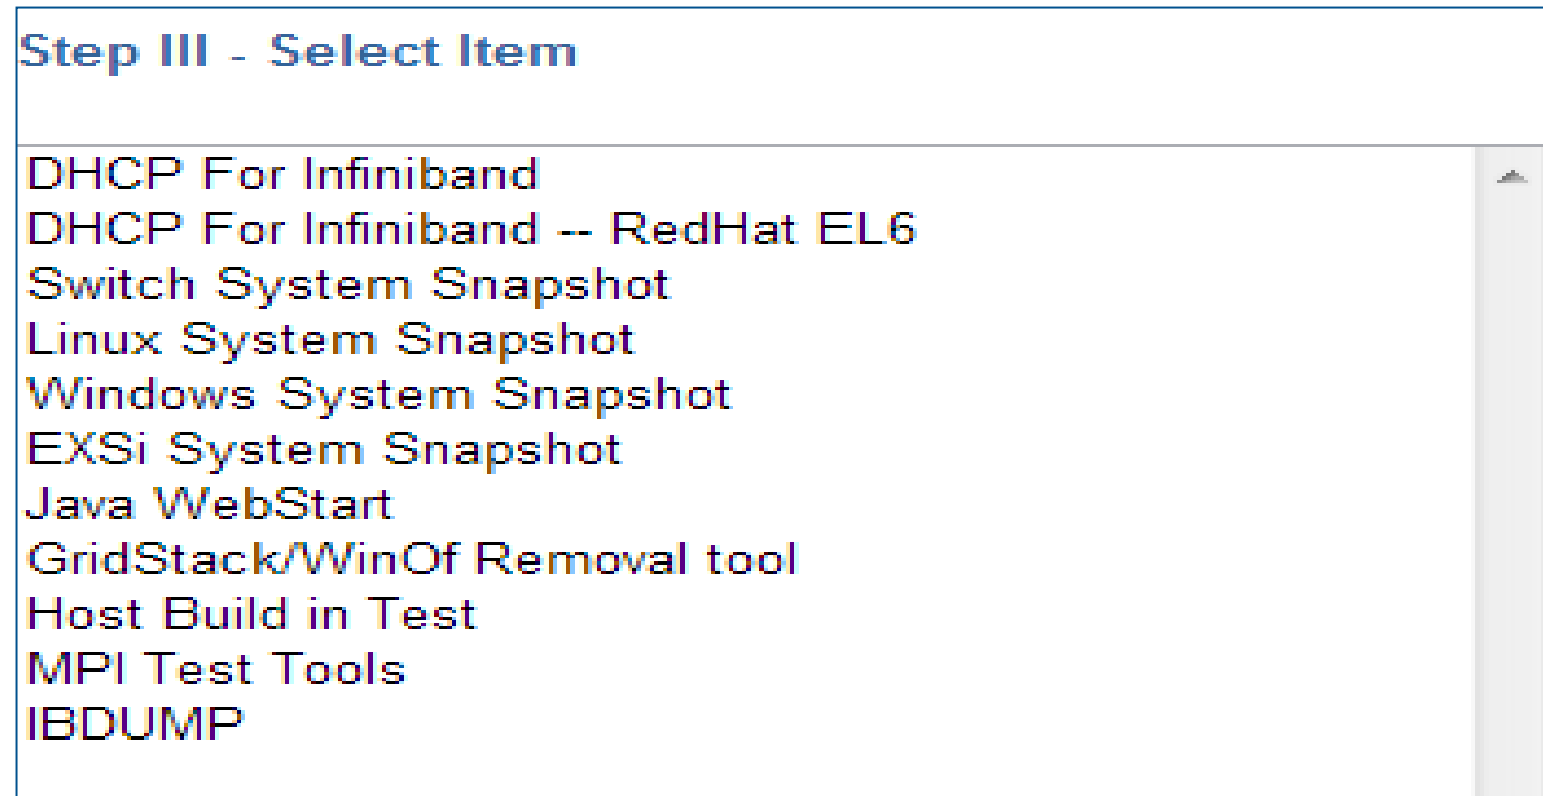 Step III - Select Item
DHCP For Infiniband
DHCP For Infiniband -- RedHat EL6
Switch System Snapshot
Linux System Snapshot
Windows System Snapshot
EXSi System Snapshot
Java WebStart
GridStack/WinOf Removal tool
Host Build in Test
MPI Test Tools
IBDUMP